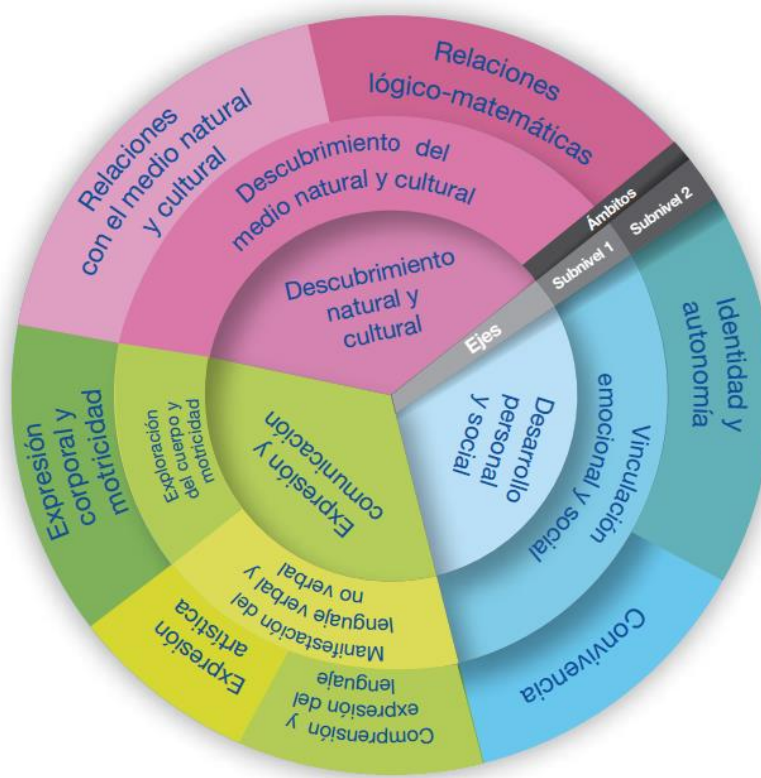 Relaciones
lógico-matemáticas
Relaciones
con el medio natural
y cultural
Descubrimiento del
medio natural y cultural
Descubrimiento
natural y
cultural
Ámbitos
Subnivel 1
Subnivel 2
Ejes
Identidad y
autonomía
Vinculación
emocional y social
Desarrollo
personal
y social
Convivencia
Expresión y
comunicación
Exploración
del cuerpo y
motricidad
Expresión
corporal y
motricidad
Manifestación del
lenguaje verbal y
no verbal
Expresión
artística
Comprensión y
expresión del
lenguaje